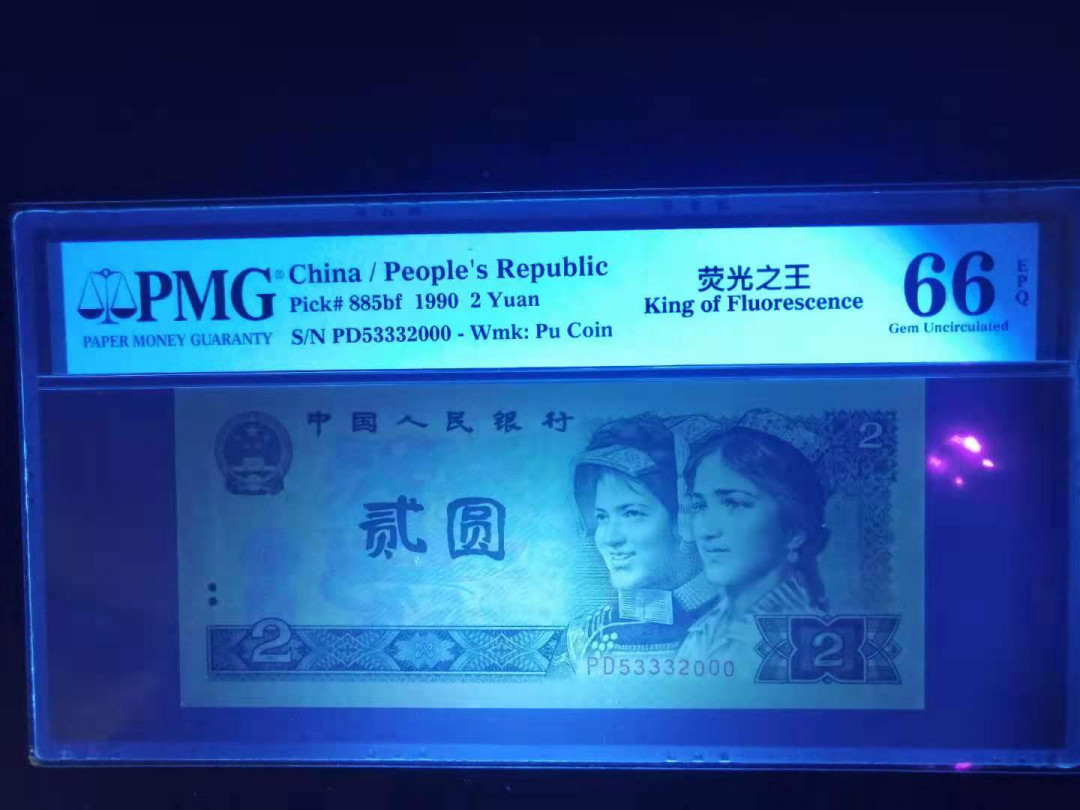 PMG®
PAPER MONEY GUARANTY
China / People's Republic
Pick# 885bf 1990 2 Yuan
S/N PD53332000 - Wmk: Pu Coin
荧光之王
King of Fluorescence
66
EPQ
Gem Uncirculated
中国人民银行
2
贰圆
2
PD53332000
2